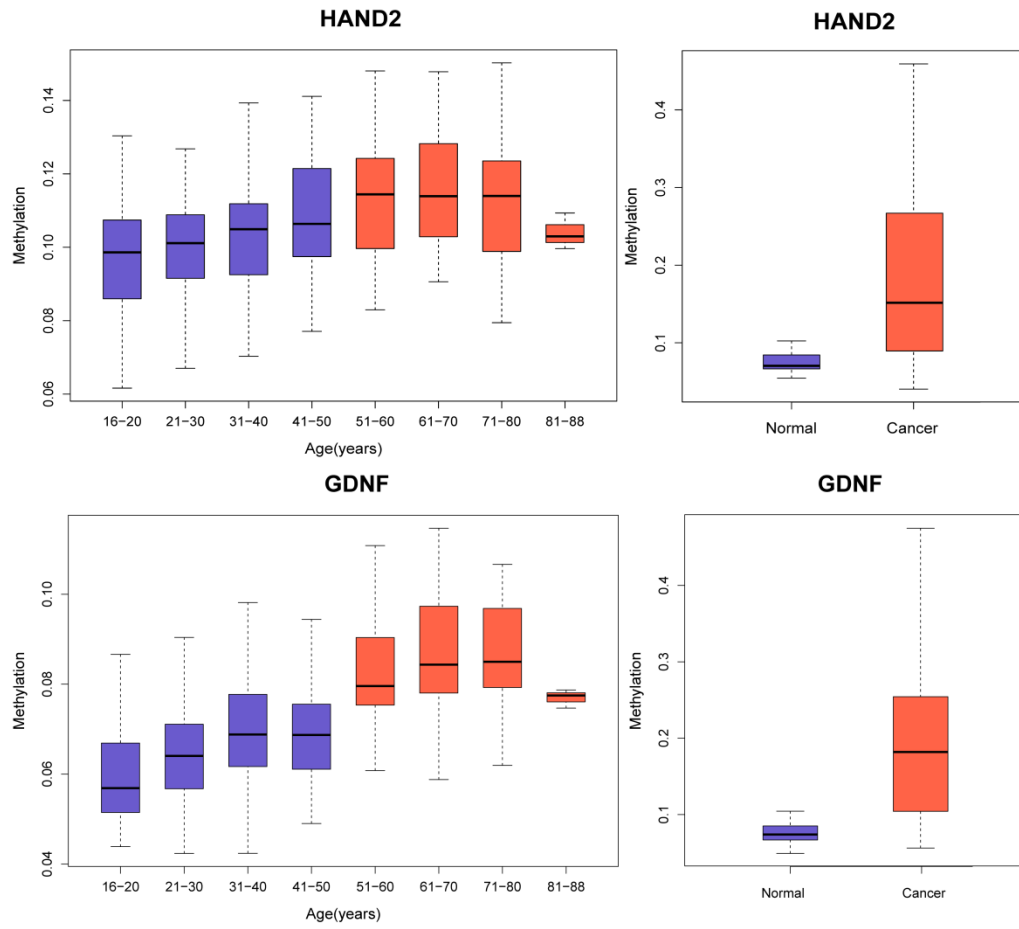 HAND2
Methylation
0.14
0.12
0.10
0.08
0.06
16−20 21−30 31−40 41−50 51−60 61−70 71−80 81−88
Age(years)
HAND2
Methylation
0.4
0.3
0.2
0.1
Normal Cancer
GDNF
Methylation
0.10
0.08
0.06
0.04
16−20 21−30 31−40 41−50 51−60 61−70 71−80 81−88
Age(years)
GDNF
Methylation
0.4
0.3
0.2
0.1
Normal Cancer